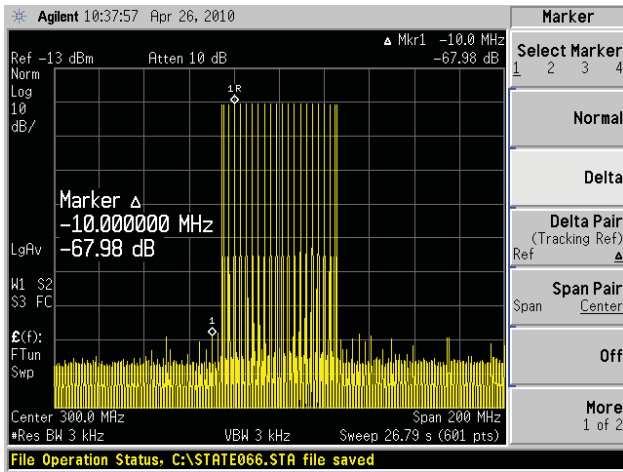 Agilent 10:37:57 Apr 26, 2010
Marker
Δ Mkr1 -10.0 MHz
Ref -13 dBm Atten 10 dB -67.98 dB
Norm
Log
10
dB/
1R
Marker Δ
-10.000000 MHz
-67.98 dB
LgAv
W1 S2
S3 FC
1
£(f):
FTun
Swp
Center 300.0 MHz Span 200 MHz
#Res BW 3 kHz VBW 3 kHz Sweep 26.79 s (601 pts)
File Operation Status, C:\STATE066.STA file saved
Select Marker
1 2 3 4
Normal
Delta
Delta Pair
(Tracking Ref)
Ref Δ
Span Pair
Span Center
Off
More
1 of 2